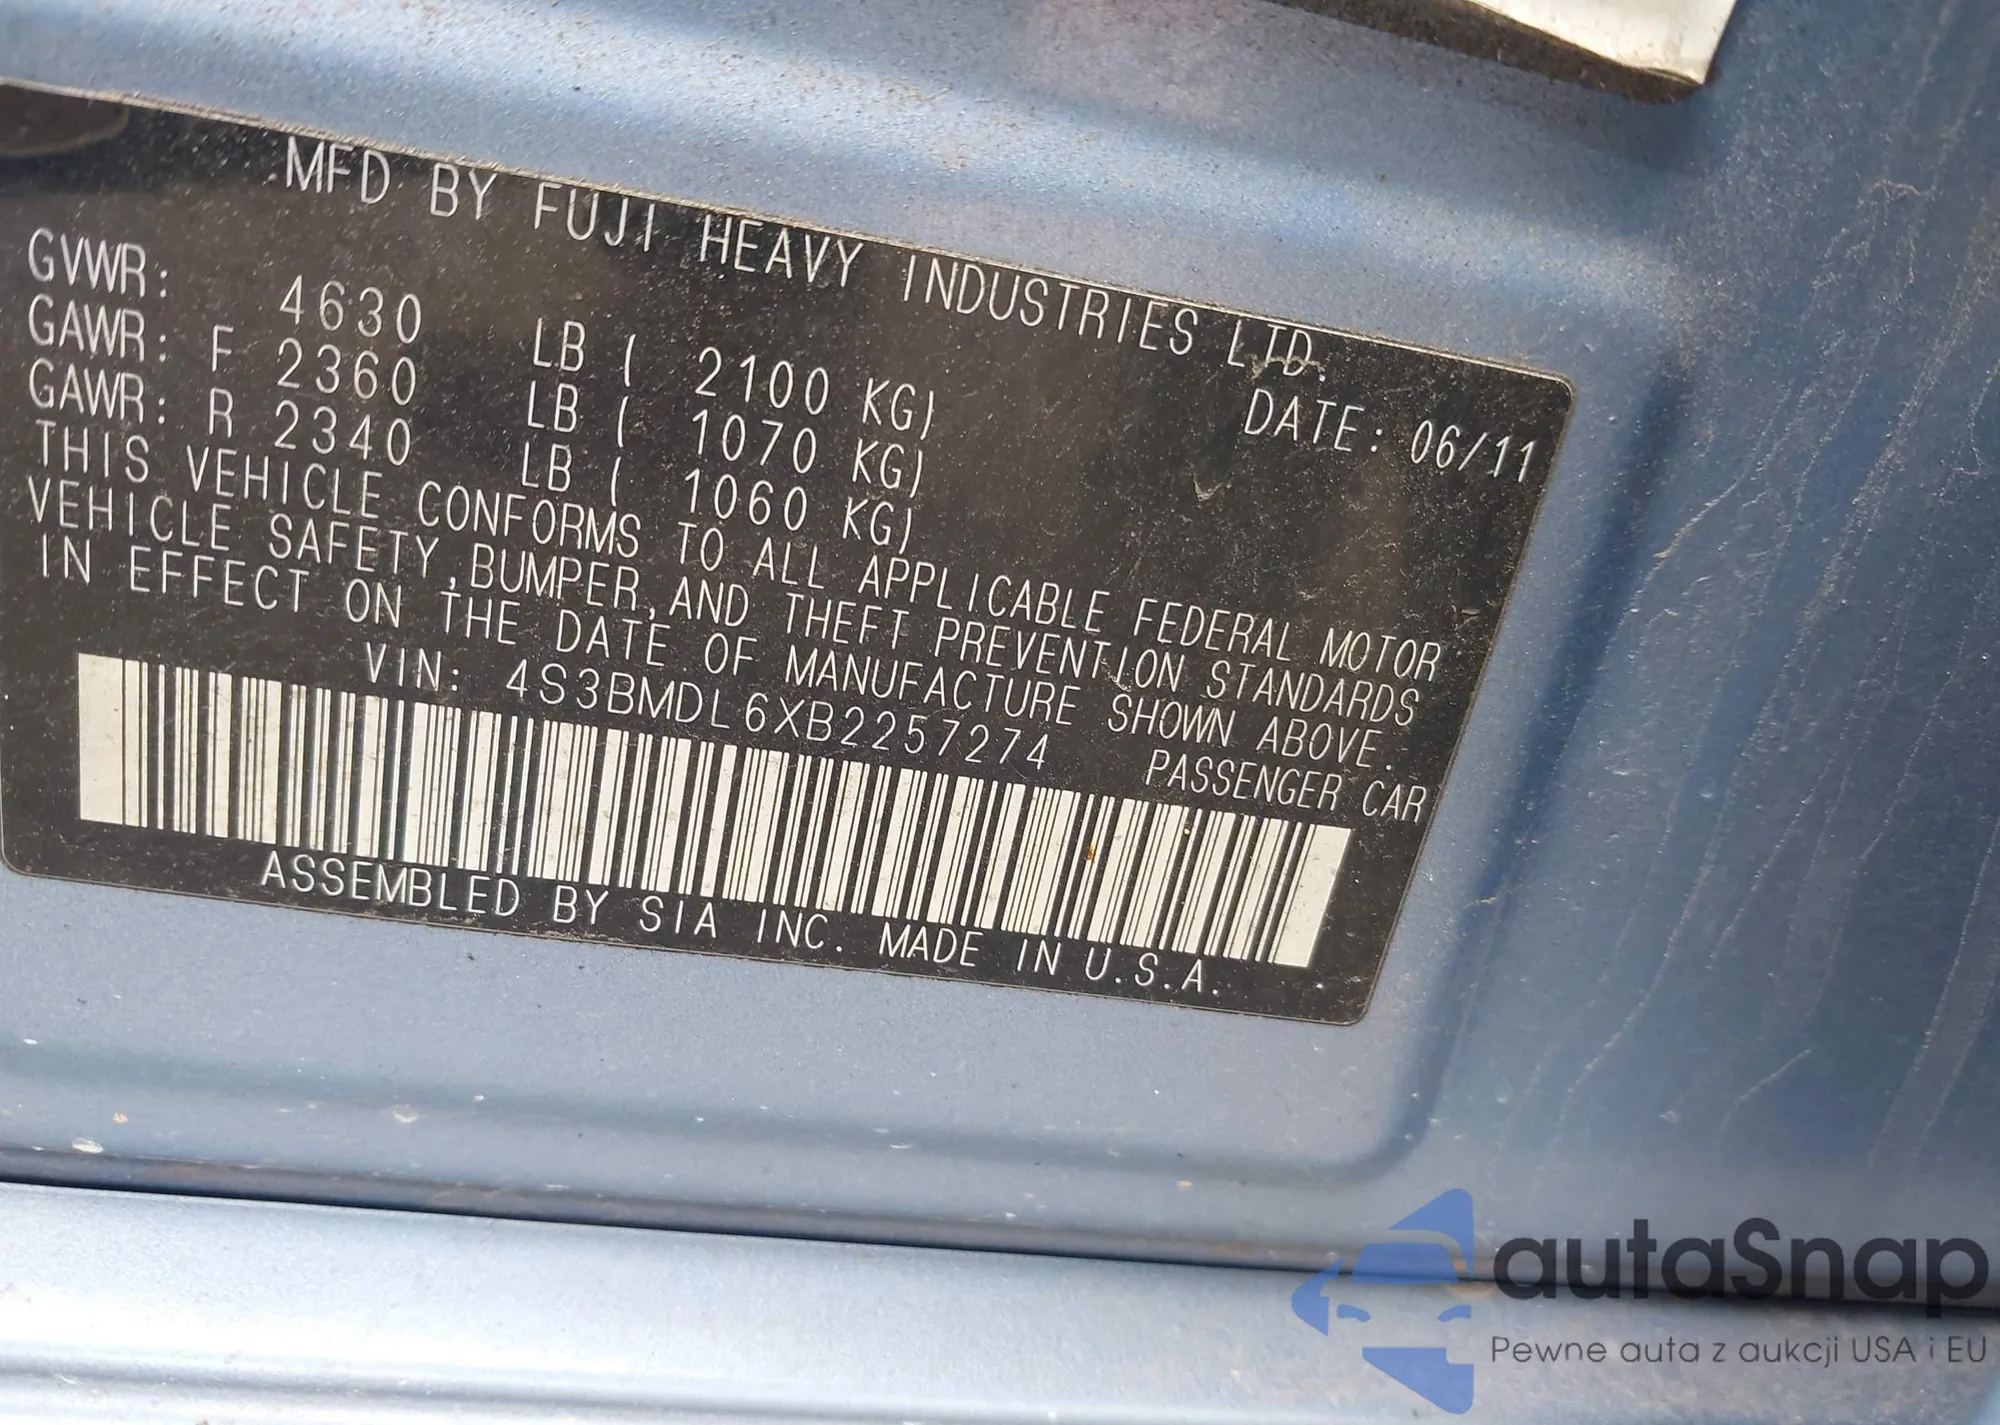 MFD BY FUJI HEAVY INDUSTRIES LTD.
DATE: 06/11
GVWR: 4630 LB ( 2100 KG)
GAWR: F 2360 LB ( 1070 KG)
GAWR: R 2340 LB ( 1060 KG)
THIS VEHICLE CONFORMS TO ALL APPLICABLE FEDERAL MOTOR
VEHICLE SAFETY,BUMPER,AND THEFT PREVENTION STANDARDS
IN EFFECT ON THE DATE OF MANUFACTURE SHOWN ABOVE.
VIN: 4S3BMDL6XB2257274 PASSENGER CAR
ASSEMBLED BY SIA INC. MADE IN U.S.A.
autaSnap
Pewne auta z aukcji USA i EU